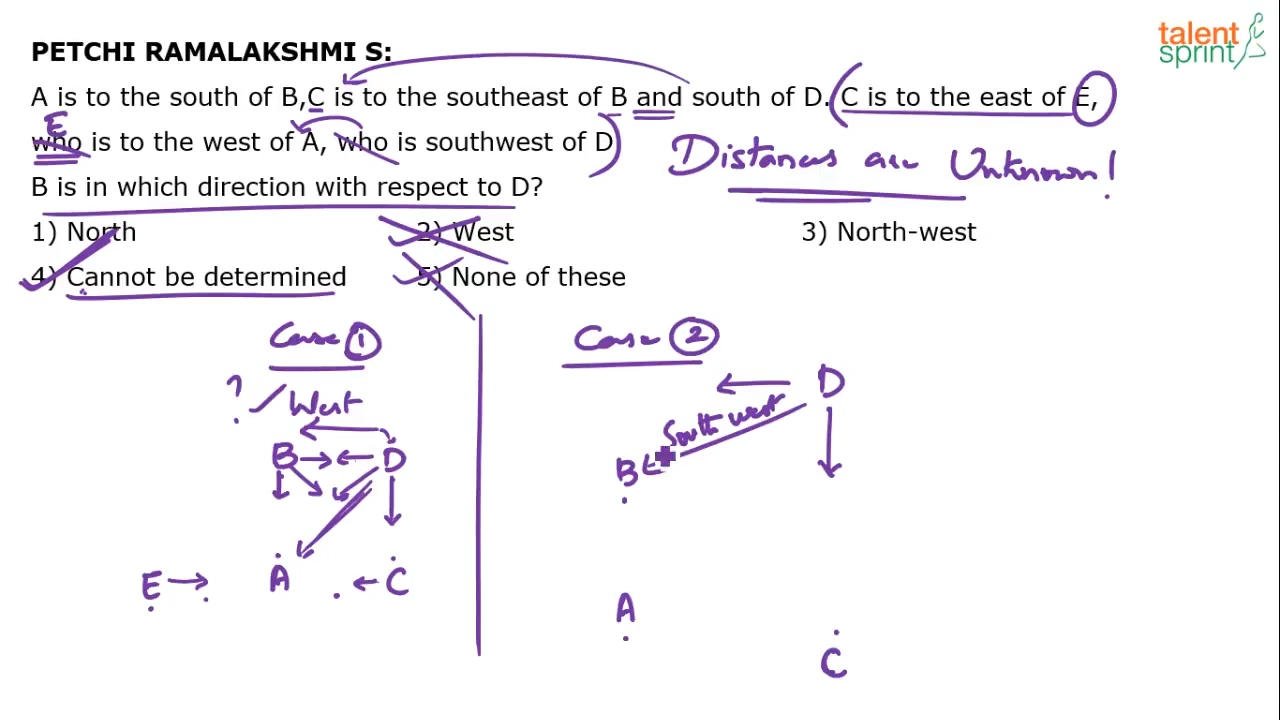 talent
sprint
PETCHI RAMALAKSHMI S:
A is to the south of B,C is to the southeast of B and south of D. C is to the east of E,
E
who is to the west of A, who is southwest of D
Distances are Unknown!
B is in which direction with respect to D?
1) North 2) West 3) North-west
4) Cannot be determined 5) None of these
Case 1 Case 2
? West
D
South west
B D
B
E A C
A
C